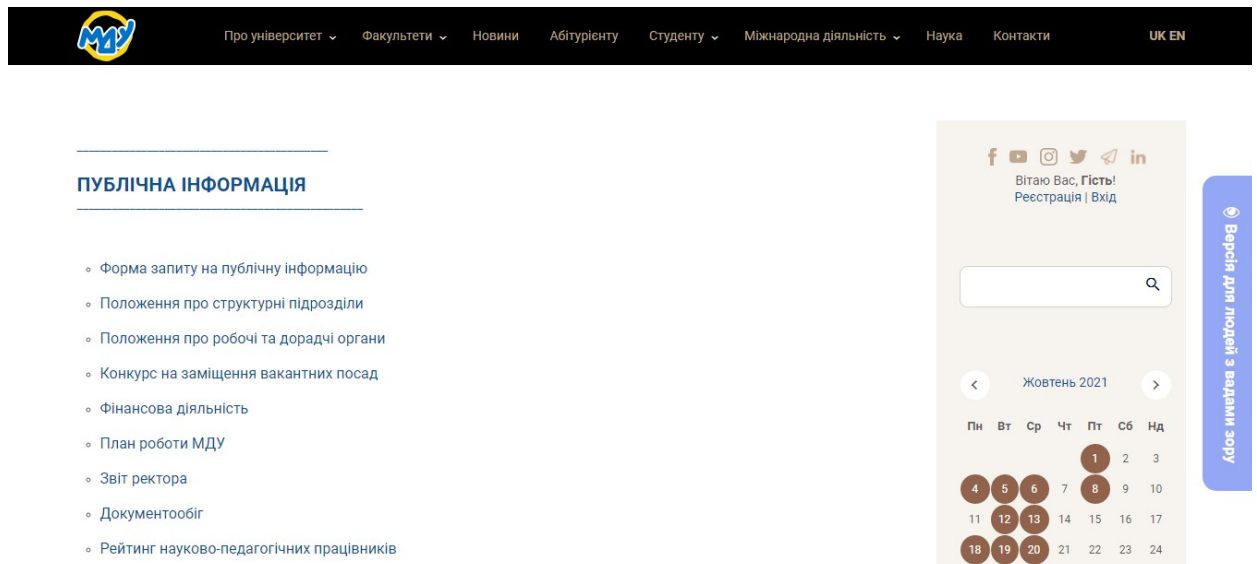 МДУ
Про університет Факультети Новини Абітурієнту Студенту Міжнародна діяльність Наука Контакти UK EN
ПУБЛІЧНА ІНФОРМАЦІЯ
Форма запиту на публічну інформацію
Положення про структурні підрозділи
Положення про робочі та дорадчі органи
Конкурс на заміщення вакантних посад
Фінансова діяльність
План роботи МДУ
Звіт ректора
Документообіг
Рейтинг науково-педагогічних працівників
Вітаю Вас, Гість!
Реєстрація | Вхід
Жовтень 2021
Пн Вт Ср Чт Пт Сб Нд
1 2 3
4 5 6 7 8 9 10
11 12 13 14 15 16 17
18 19 20 21 22 23 24
Версія для людей з вадами зору